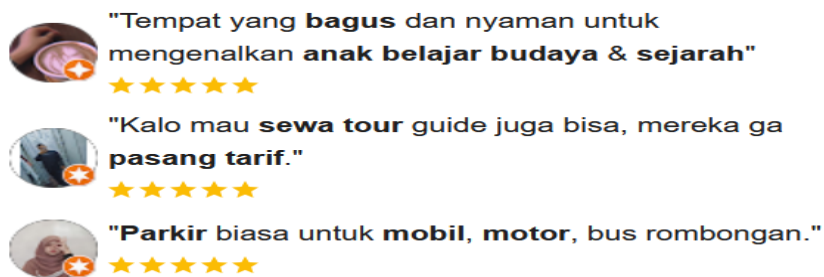 "Tempat yang bagus dan nyaman untuk
mengenalkan anak belajar budaya & sejarah"
"Kalo mau sewa tour guide juga bisa, mereka ga
pasang tarif."
"Parkir biasa untuk mobil, motor, bus rombongan."